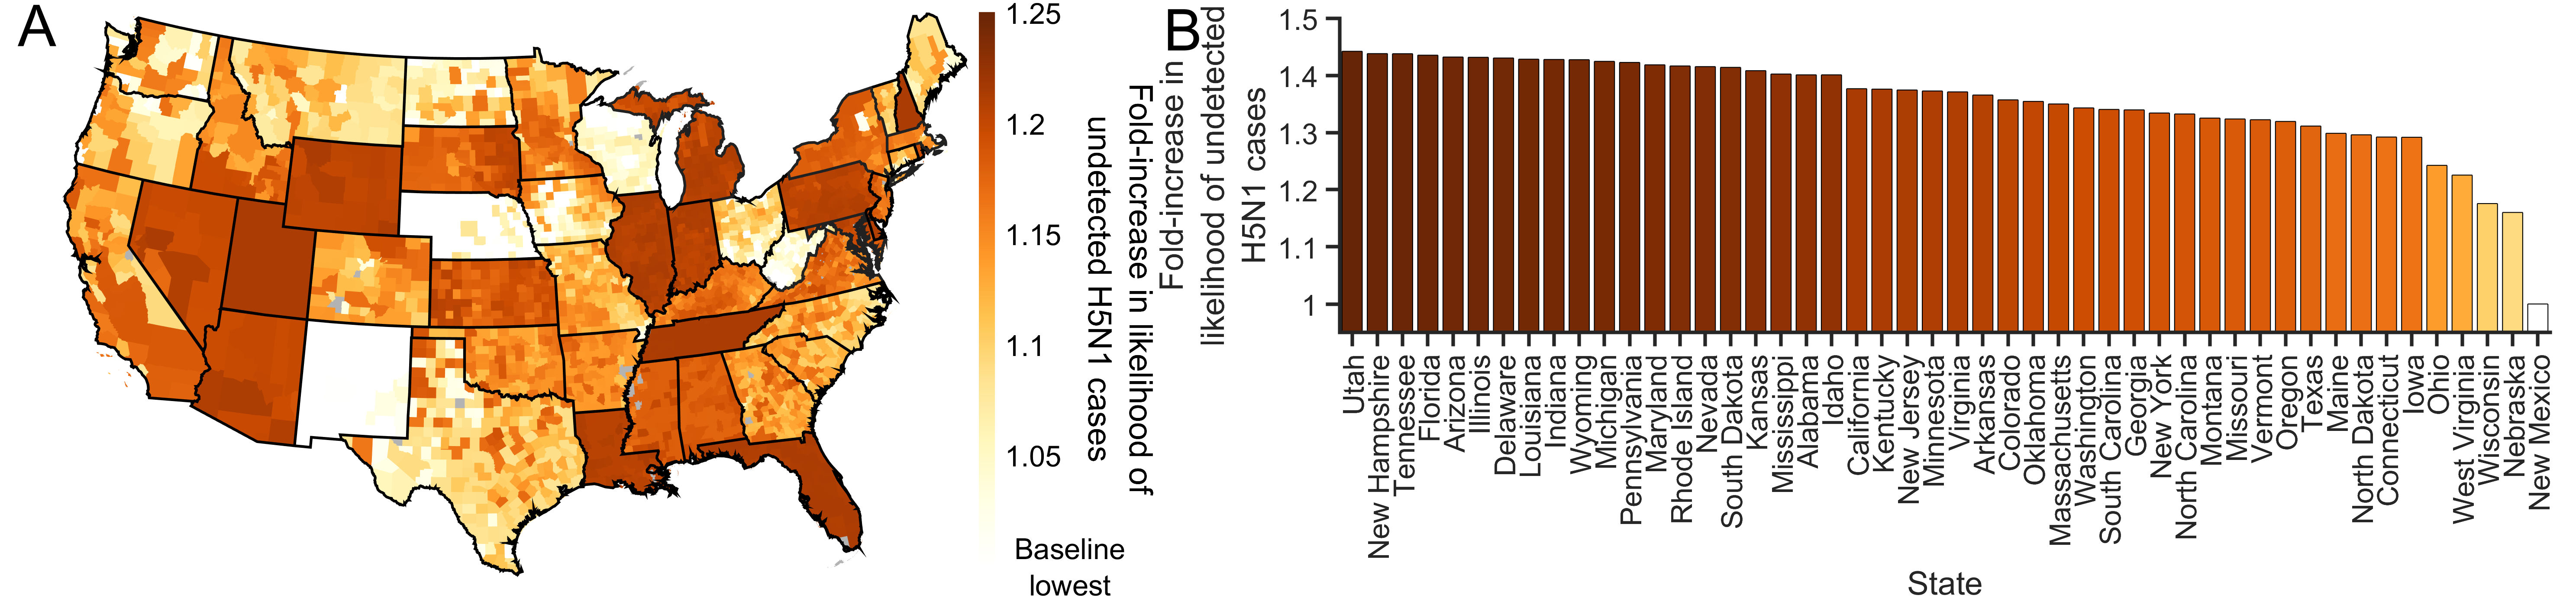 A
1.25
1.2
1.15
1.1
1.05
Baseline
lowest
Fold-increase in likelihood of
undetected H5N1 cases
B
Fold-increase in
likelihood of undetected
H5N1 cases
1.5
1.4
1.3
1.2
1.1
1
Utah
New Hampshire
Tennessee
Florida
Arizona
Illinois
Delaware
Louisiana
Indiana
Wyoming
Michigan
Pennsylvania
Maryland
Rhode Island
Nevada
South Dakota
Kansas
Mississippi
Alabama
Idaho
California
Kentucky
New Jersey
Minnesota
Virginia
Arkansas
Colorado
Oklahoma
Massachusetts
Washington
South Carolina
Georgia
New York
North Carolina
Montana
Missouri
Vermont
Oregon
Texas
Maine
North Dakota
Connecticut
Iowa
Ohio
West Virginia
Wisconsin
Nebraska
New Mexico
State